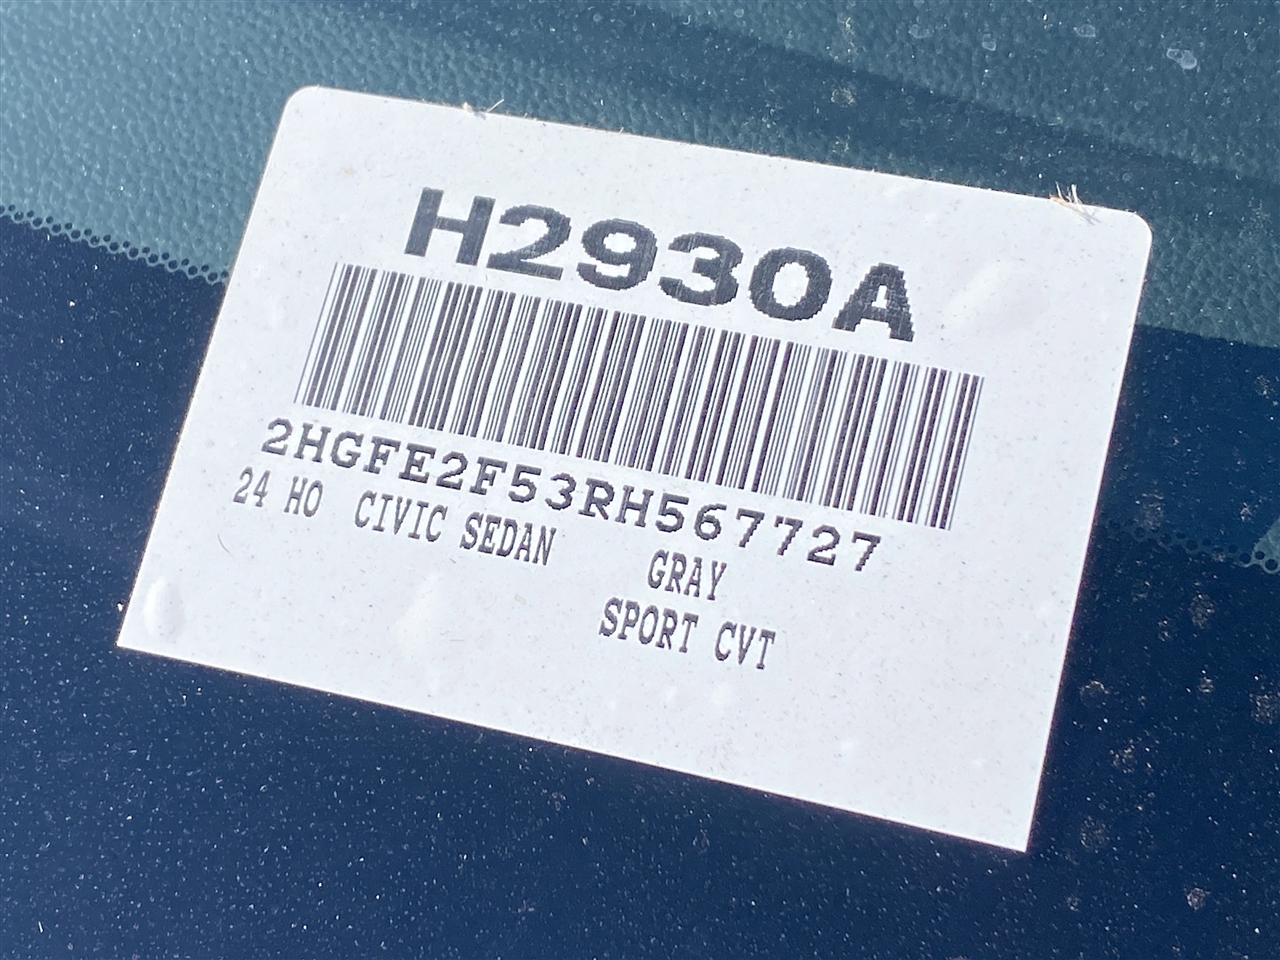 H2930A
2HGFE2F53RH567727
24 HO CIVIC SEDAN GRAY
SPORT CVT